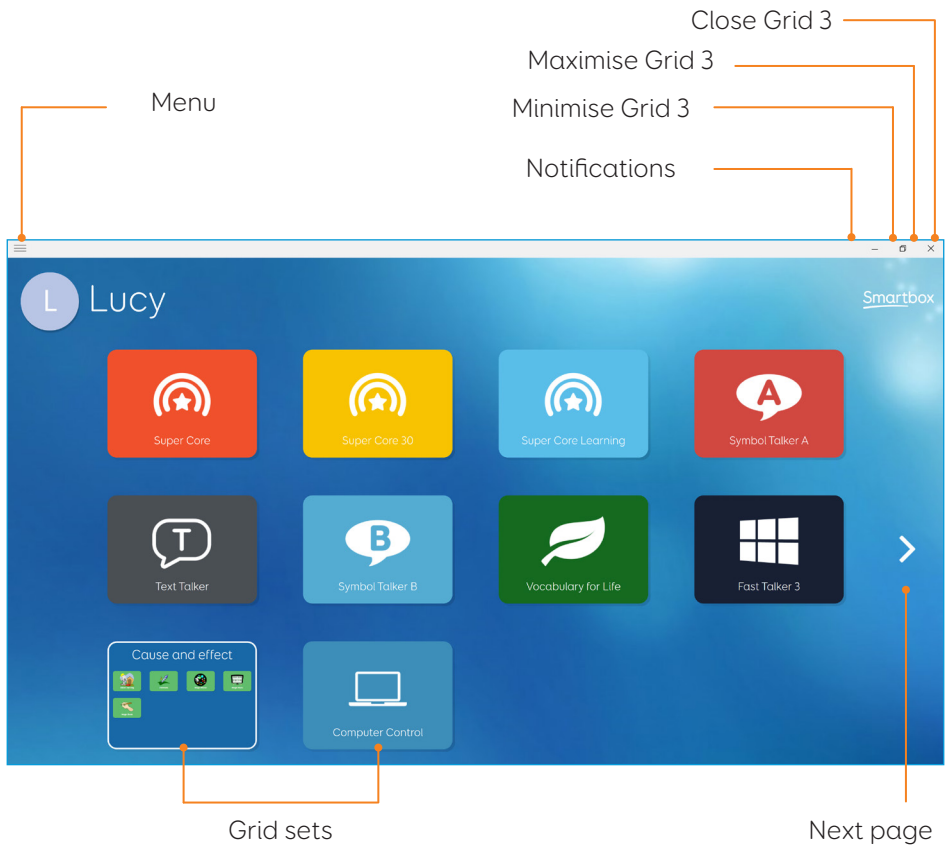 Close Grid 3
Maximise Grid 3
Menu
Minimise Grid 3
Notifications
L
Lucy
Smartbox
Super Core
Super Core 30
Super Core Learning
A
Symbol Talker A
T
Text Talker
B
Symbol Talker B
Vocabulary for Life
Fast Talker 3
Cause and effect
Computer Control
Grid sets
Next page